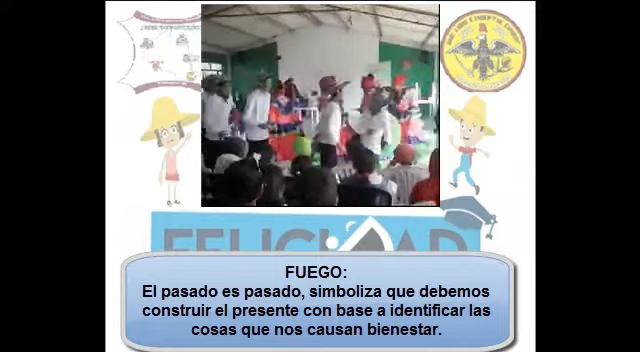 FELICIDAD
FUEGO:
El pasado es pasado, simboliza que debemos
construir el presente con base a identificar las
cosas que nos causan bienestar.